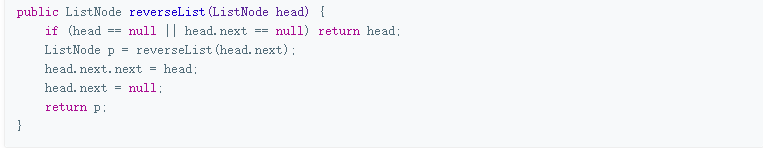 public ListNode reverseList(ListNode head) {
    if (head == null || head.next == null) return head;
    ListNode p = reverseList(head.next);
    head.next.next = head;
    head.next = null;
    return p;
}